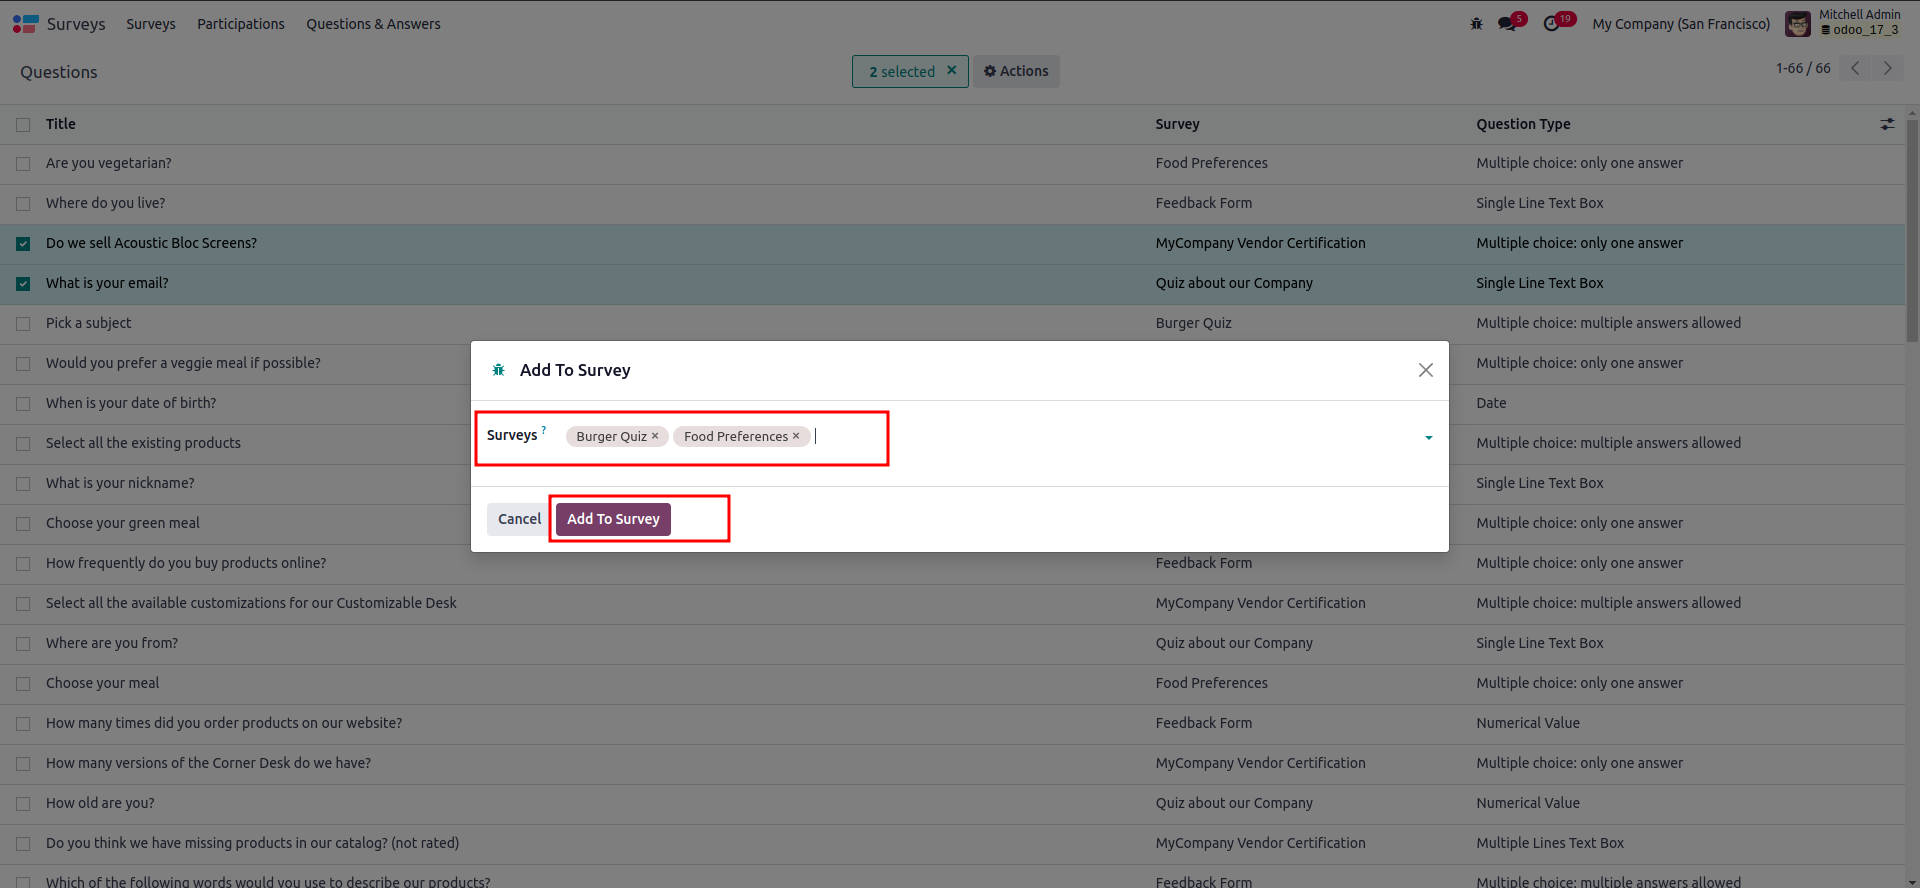 Surveys Surveys Participations Questions & Answers 5 19 My Company (San Francisco) Mitchell Admin
odoo_17_3
Questions 2 selected × Actions 1-66 / 66
Title Survey Question Type
Are you vegetarian? Food Preferences Multiple choice: only one answer
Where do you live? Feedback Form Single Line Text Box
Do we sell Acoustic Bloc Screens? MyCompany Vendor Certification Multiple choice: only one answer
What is your email? Quiz about our Company Single Line Text Box
Pick a subject Burger Quiz Multiple choice: multiple answers allowed
Would you prefer a veggie meal if possible? Multiple choice: only one answer
Add To Survey
When is your date of birth? Date
Surveys ? Burger Quiz × Food Preferences ×
Select all the existing products Multiple choice: multiple answers allowed
What is your nickname? Single Line Text Box
Cancel Add To Survey
Choose your green meal Multiple choice: only one answer
How frequently do you buy products online? Feedback Form Multiple choice: only one answer
Select all the available customizations for our Customizable Desk MyCompany Vendor Certification Multiple choice: multiple answers allowed
Where are you from? Quiz about our Company Single Line Text Box
Choose your meal Food Preferences Multiple choice: only one answer
How many times did you order products on our website? Feedback Form Numerical Value
How many versions of the Corner Desk do we have? MyCompany Vendor Certification Multiple choice: only one answer
How old are you? Quiz about our Company Numerical Value
Do you think we have missing products in our catalog? (not rated) MyCompany Vendor Certification Multiple Lines Text Box
Which of the following words would you use to describe our products? Feedback Form Multiple choice: multiple answers allowed